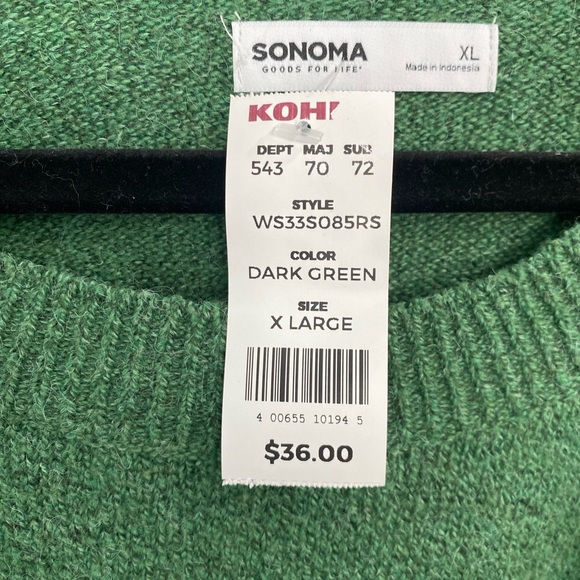 SONOMA
GOODS FOR LIFE
XL
Made in Indonesia
KOH
DEPT MAJ SUB
543 70 72
STYLE
WS33S085RS
COLOR
DARK GREEN
SIZE
X LARGE
4 00655 10194 5
$36.00